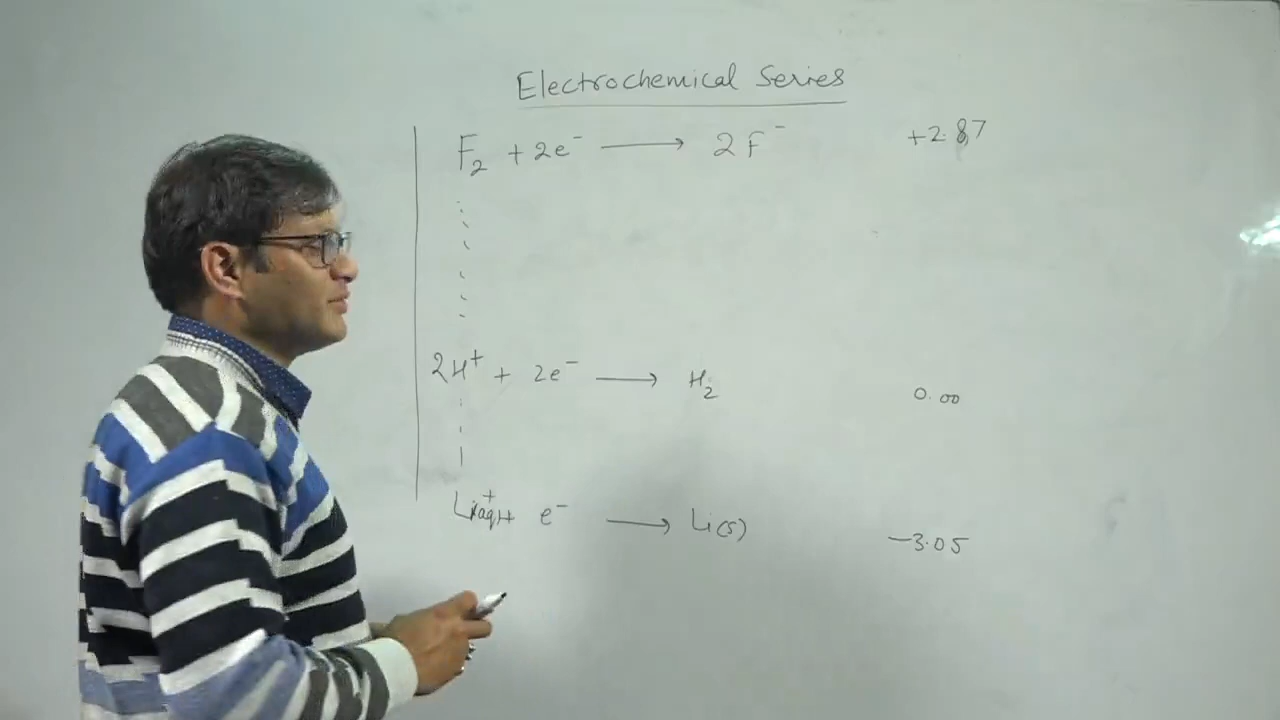 Electrochemical Series
F₂ + 2e⁻ ⟶ 2F⁻ +2.87
2H⁺ + 2e⁻ ⟶ H₂ 0.00
Li⁺(aq) + e⁻ ⟶ Li(s) −3.05